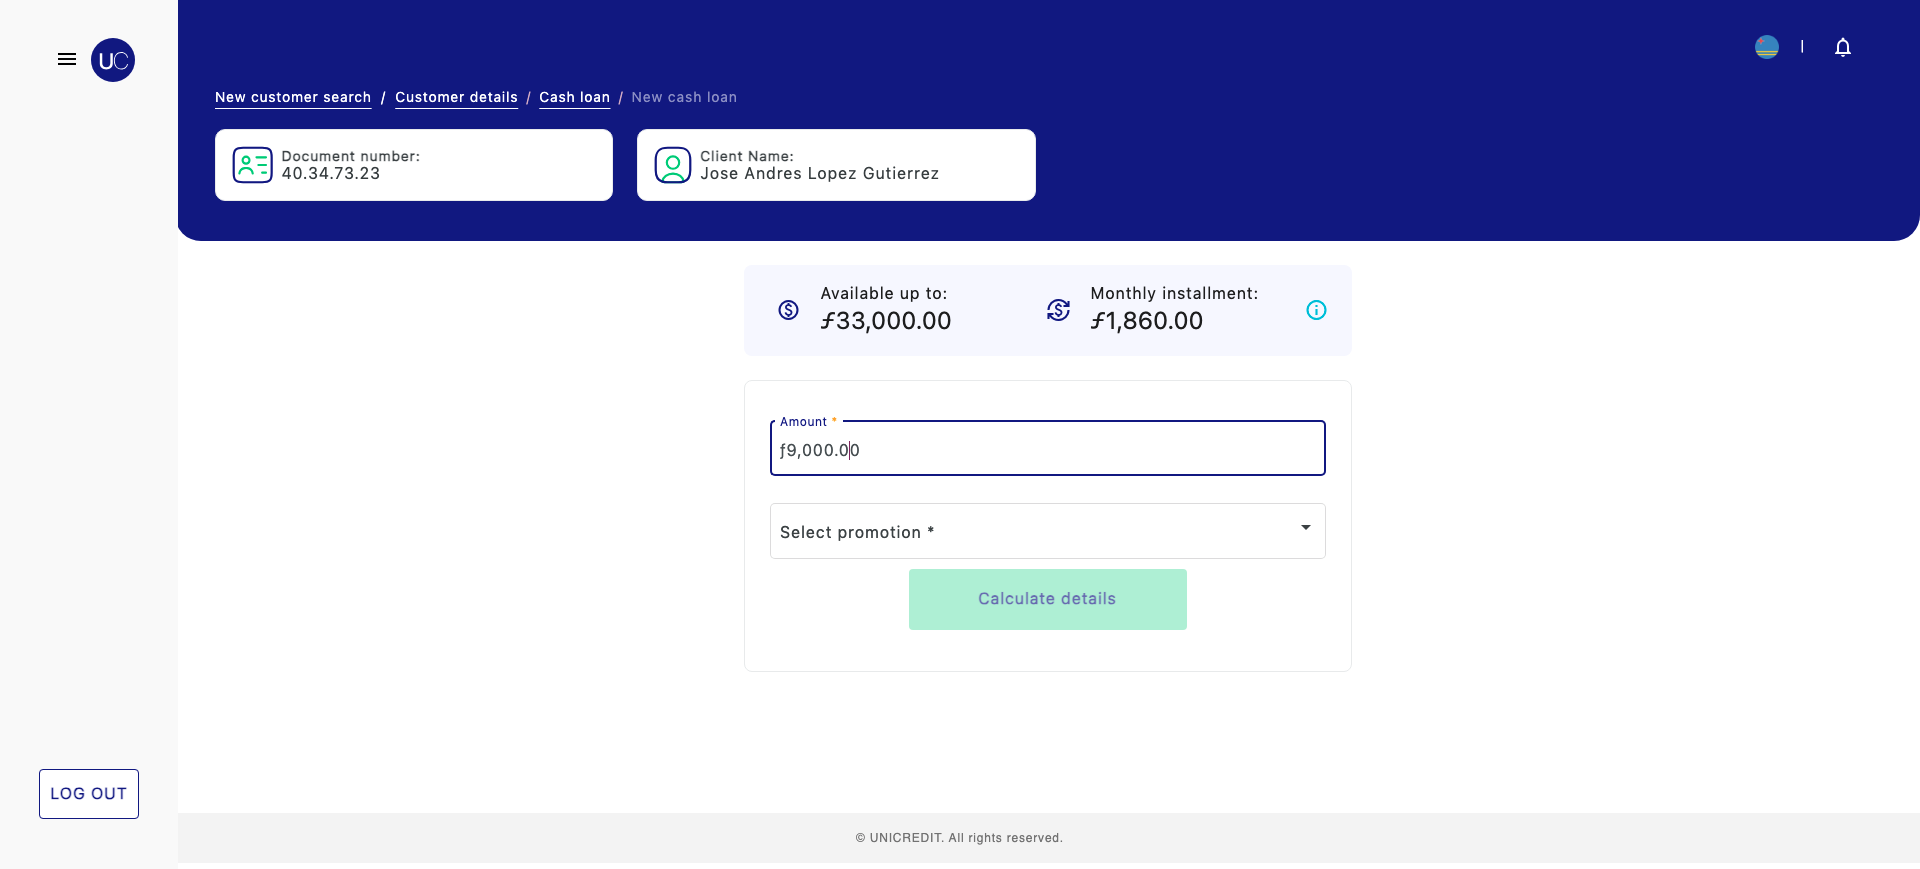 UC
New customer search / Customer details / Cash loan / New cash loan
Document number:
40.34.73.23
Client Name:
Jose Andres Lopez Gutierrez
Available up to:
ƒ33,000.00
Monthly installment:
ƒ1,860.00
Amount *
ƒ9,000.00
Select promotion *
Calculate details
LOG OUT
© UNICREDIT. All rights reserved.